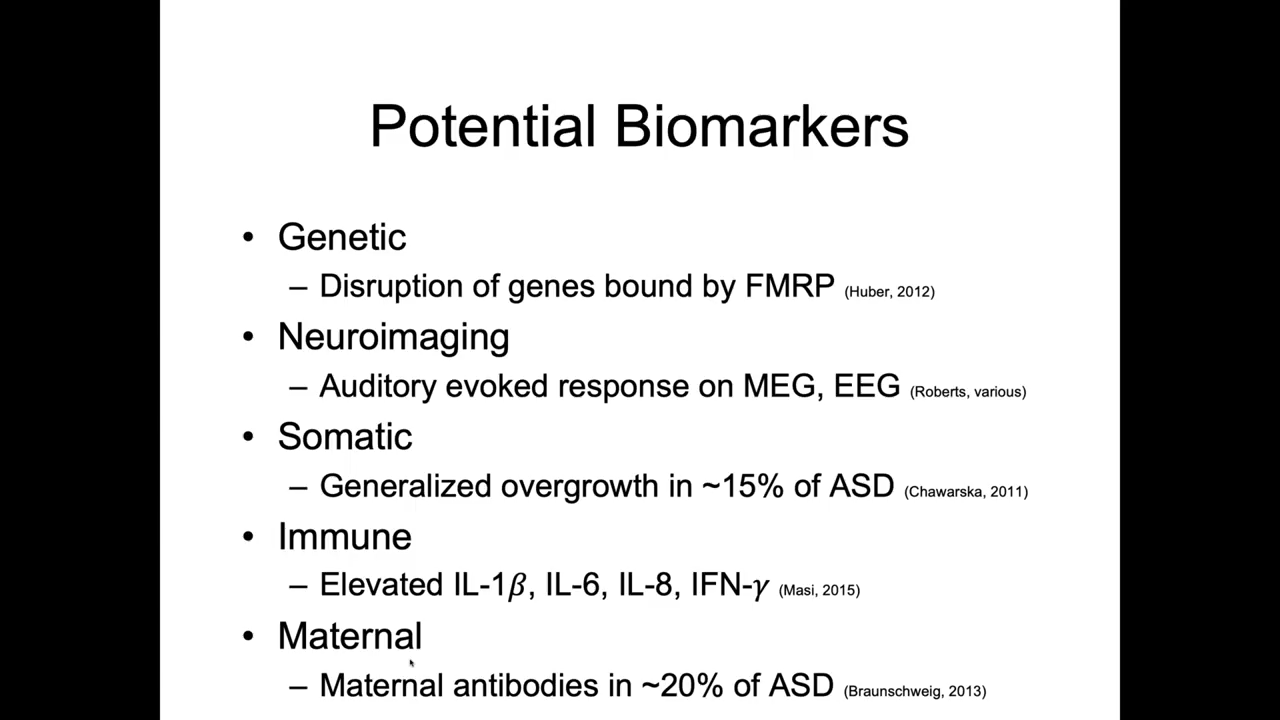 Potential Biomarkers
• Genetic
– Disruption of genes bound by FMRP (Huber, 2012)
• Neuroimaging
– Auditory evoked response on MEG, EEG (Roberts, various)
• Somatic
– Generalized overgrowth in ~15% of ASD (Chawarska, 2011)
• Immune
– Elevated IL-1β, IL-6, IL-8, IFN-γ (Masi, 2015)
• Maternal
– Maternal antibodies in ~20% of ASD (Braunschweig, 2013)